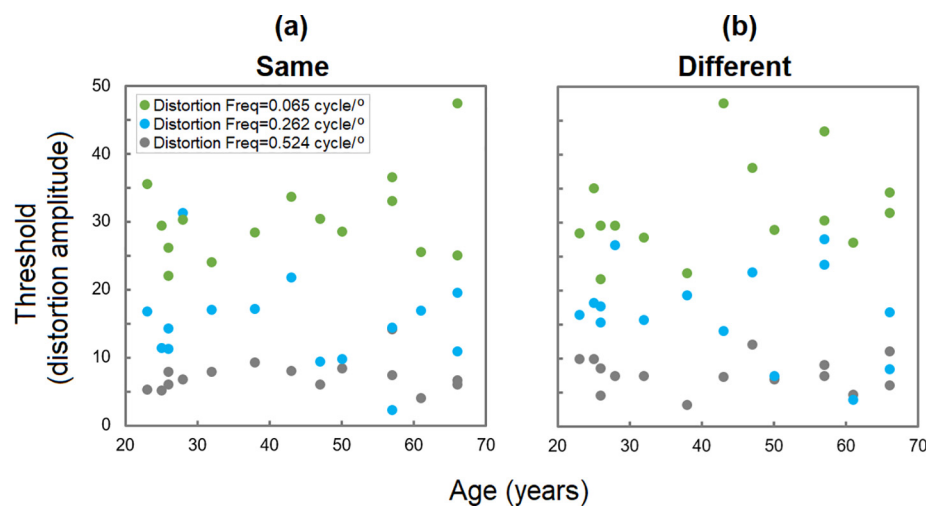 (a)
Same
(b)
Different
Threshold
(distortion amplitude)
50
40
30
20
10
0
Distortion Freq=0.065 cycle/º
Distortion Freq=0.262 cycle/º
Distortion Freq=0.524 cycle/º
20 30 40 50 60 70
20 30 40 50 60 70
Age (years)